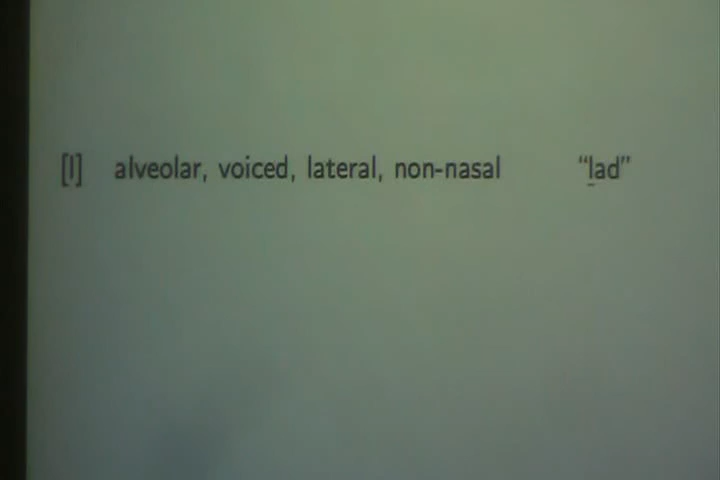 [l] alveolar, voiced, lateral, non-nasal “lad”